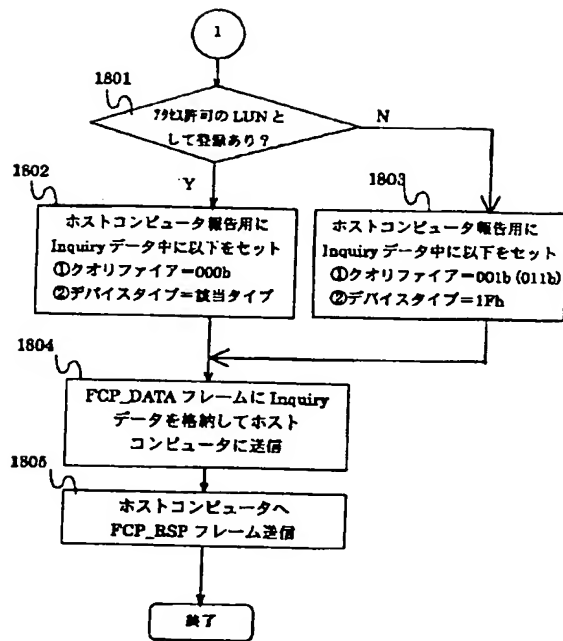 1
1801
アクセス許可の LUN と
して登録あり？
N
Y
1802
ホストコンピュータ報告用に
Inquiry データ中に以下をセット
①クオリファイアー＝000b
②デバイスタイプ＝該当タイプ
1803
ホストコンピュータ報告用に
Inquiry データ中に以下をセット
①クオリファイアー＝001b (011b)
②デバイスタイプ＝1Fh
1804
FCP_DATA フレームに Inquiry
データを格納してホスト
コンピュータに送信
1805
ホストコンピュータへ
FCP_RSP フレーム送信
終了